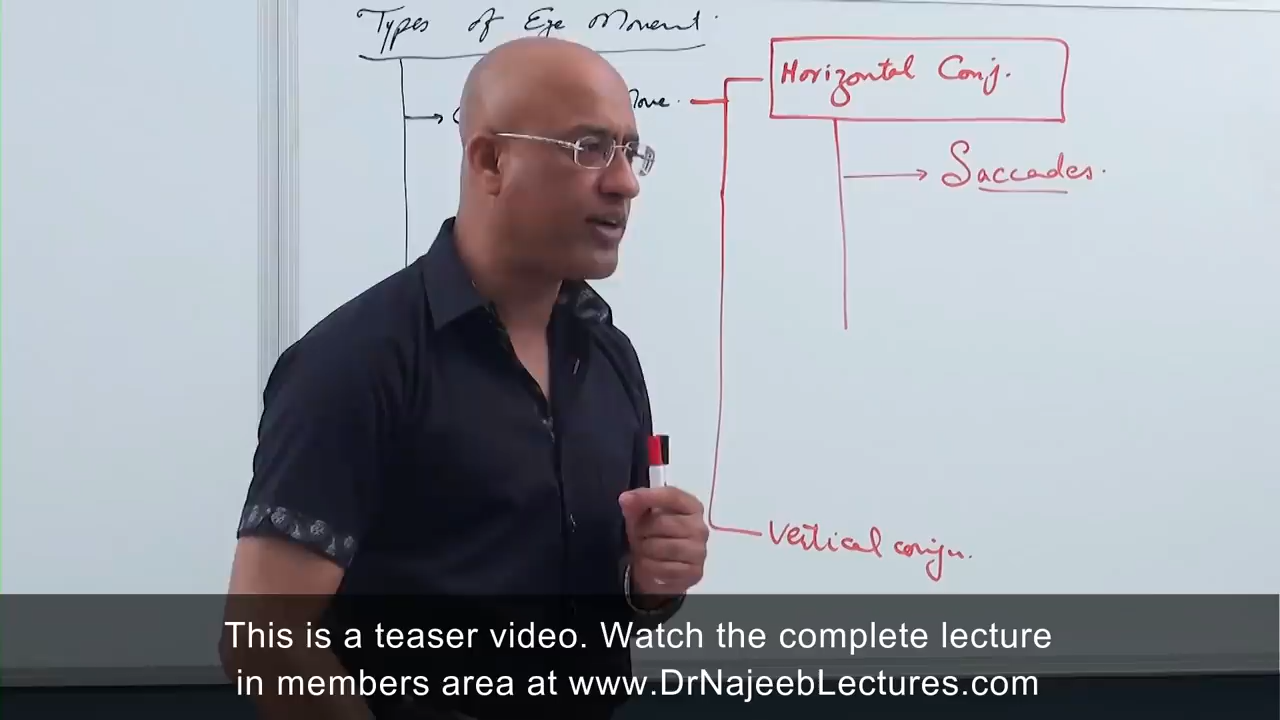 Types of Eye Movement.
Move.
Horizontal Conj.
Saccades.
Vertical conju.
This is a teaser video. Watch the complete lecture
in members area at www.DrNajeebLectures.com